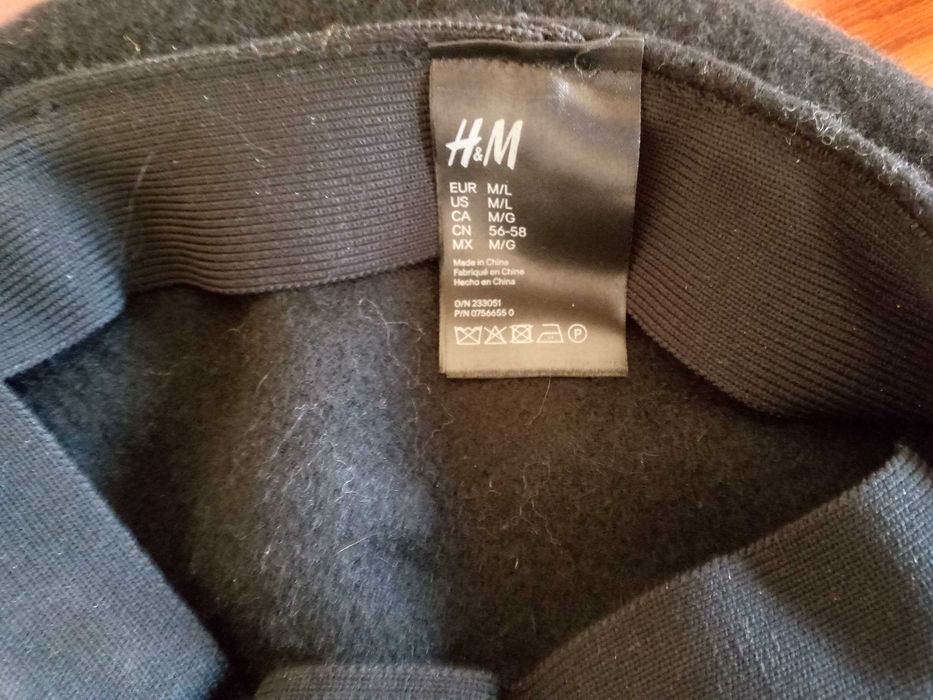 H&M
EUR M/L
US M/L
CA M/G
CN 56-58
MX M/G
Made in China
Fabriqué en Chine
Hecho en China
O/N 233051
P/N 0756655 0
P